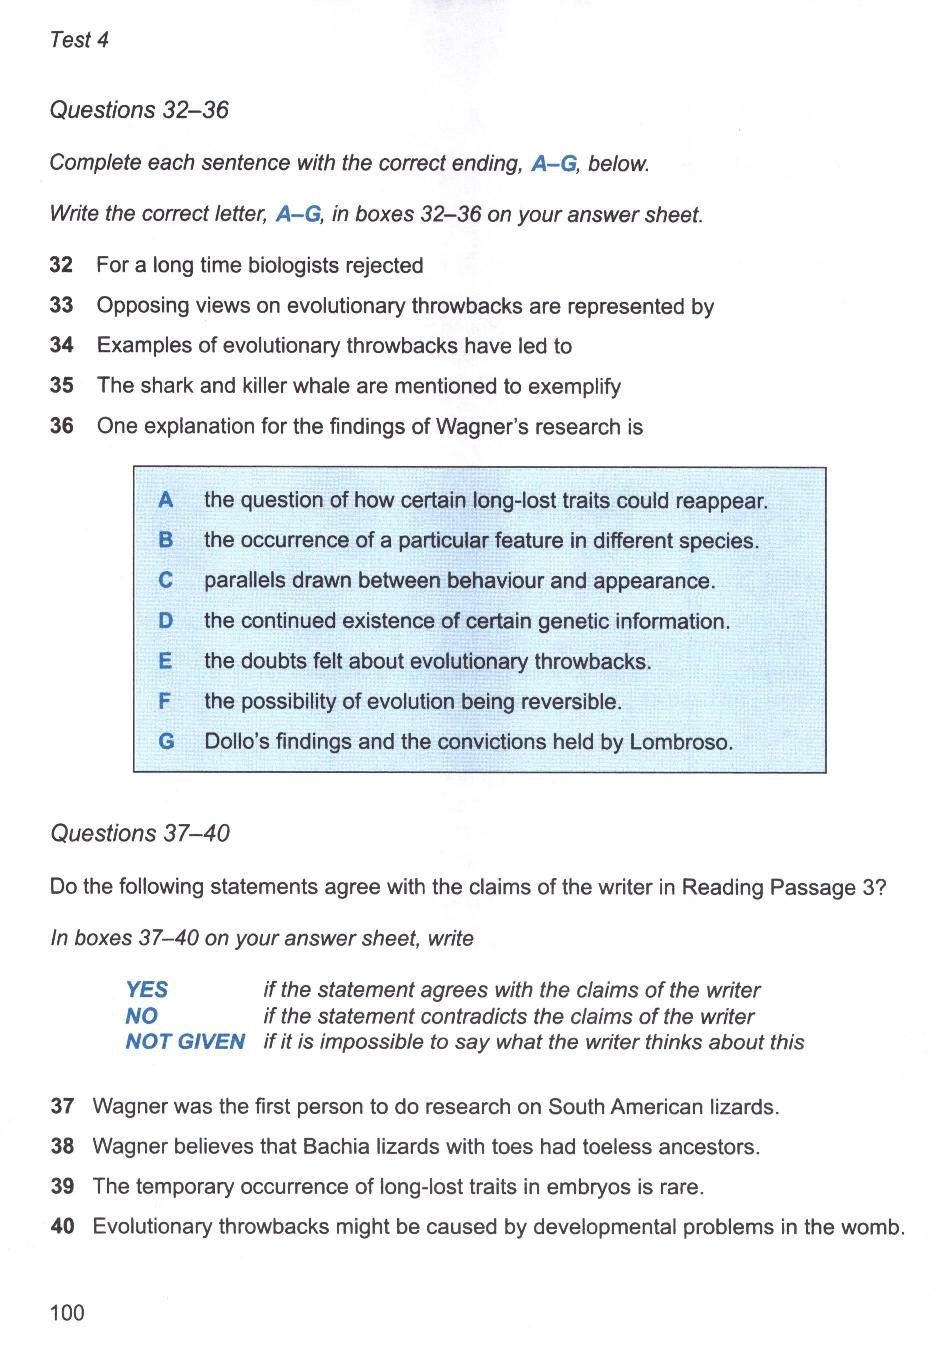 Test 4
Questions 32–36
Complete each sentence with the correct ending, A–G, below.
Write the correct letter, A–G, in boxes 32–36 on your answer sheet.
32 For a long time biologists rejected
33 Opposing views on evolutionary throwbacks are represented by
34 Examples of evolutionary throwbacks have led to
35 The shark and killer whale are mentioned to exemplify
36 One explanation for the findings of Wagner's research is
A the question of how certain long-lost traits could reappear.
B the occurrence of a particular feature in different species.
C parallels drawn between behaviour and appearance.
D the continued existence of certain genetic information.
E the doubts felt about evolutionary throwbacks.
F the possibility of evolution being reversible.
G Dollo's findings and the convictions held by Lombroso.
Questions 37–40
Do the following statements agree with the claims of the writer in Reading Passage 3?
In boxes 37–40 on your answer sheet, write
YES if the statement agrees with the claims of the writer
NO if the statement contradicts the claims of the writer
NOT GIVEN if it is impossible to say what the writer thinks about this
37 Wagner was the first person to do research on South American lizards.
38 Wagner believes that Bachia lizards with toes had toeless ancestors.
39 The temporary occurrence of long-lost traits in embryos is rare.
40 Evolutionary throwbacks might be caused by developmental problems in the womb.
100